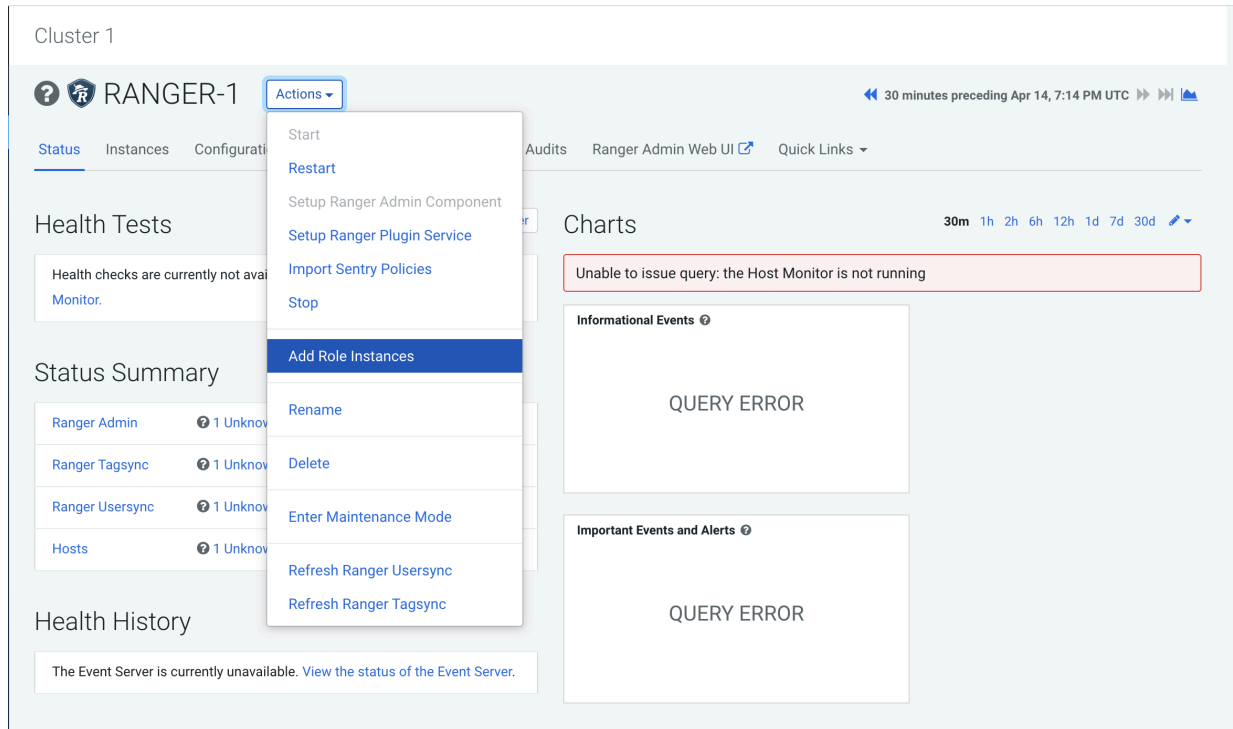 Cluster 1
RANGER-1
Actions
30 minutes preceding Apr 14, 7:14 PM UTC
Status Instances Configurati Audits Ranger Admin Web UI Quick Links
Start
Restart
Setup Ranger Admin Component
Setup Ranger Plugin Service
Import Sentry Policies
Stop
Add Role Instances
Rename
Delete
Enter Maintenance Mode
Refresh Ranger Usersync
Refresh Ranger Tagsync
Health Tests
Health checks are currently not avai
Monitor.
Status Summary
Ranger Admin 1 Unknow
Ranger Tagsync 1 Unknow
Ranger Usersync 1 Unknow
Hosts 1 Unknow
Health History
The Event Server is currently unavailable. View the status of the Event Server.
Charts
30m 1h 2h 6h 12h 1d 7d 30d
Unable to issue query: the Host Monitor is not running
Informational Events
QUERY ERROR
Important Events and Alerts
QUERY ERROR